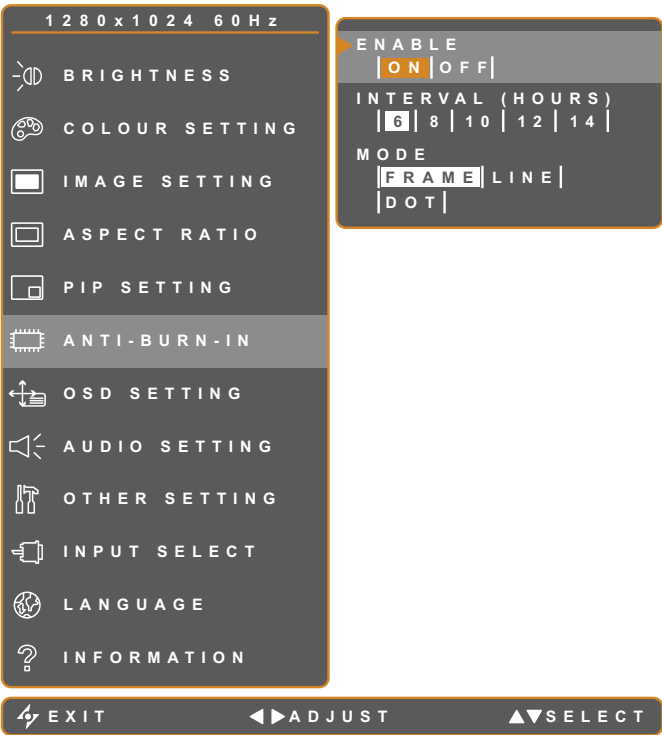 1280x1024 60Hz
BRIGHTNESS
COLOUR SETTING
IMAGE SETTING
ASPECT RATIO
PIP SETTING
ANTI-BURN-IN
OSD SETTING
AUDIO SETTING
OTHER SETTING
INPUT SELECT
LANGUAGE
INFORMATION
ENABLE
ON OFF
INTERVAL (HOURS)
6 8 10 12 14
MODE
FRAME LINE
DOT
EXIT ADJUST SELECT